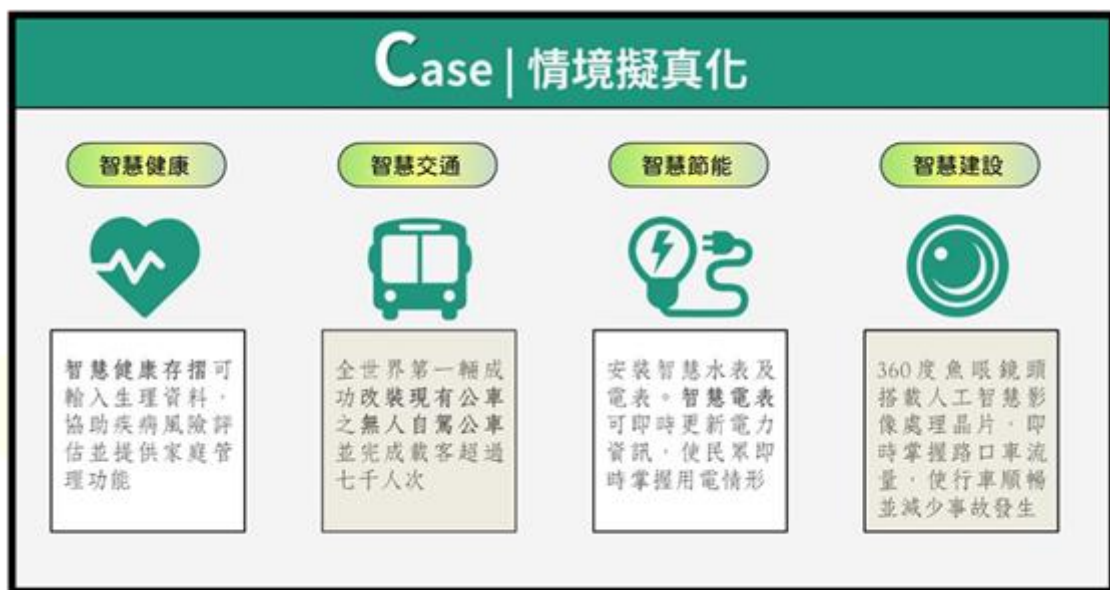 Case | 情境擬真化
智慧健康
智慧健康存摺可
輸入生理資料，
協助疾病風險評
估並提供家庭管
理功能
智慧交通
全世界第一輛成
功改裝現有公車
之無人自駕公車
並完成載客超過
七千人次
智慧節能
安裝智慧水表及
電表。智慧電表
可即時更新電力
資訊，使民眾即
時掌握用電情形
智慧建設
360度魚眼鏡頭
搭載人工智慧影
像處理晶片，即
時掌握路口車流
量，使行車順暢
並減少事故發生